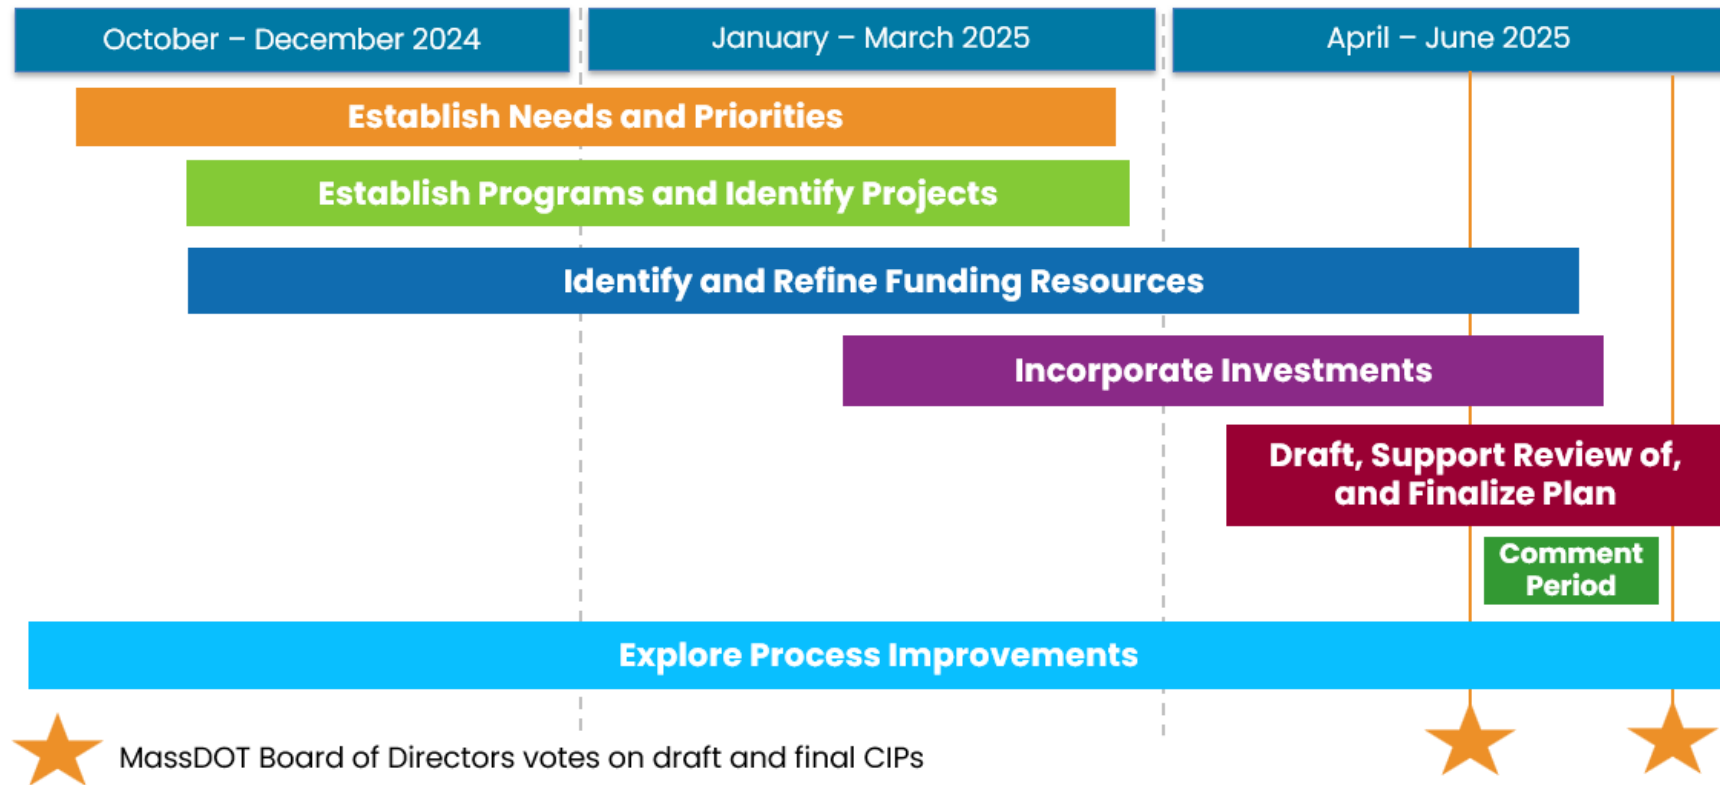 October – December 2024
January – March 2025
April – June 2025
Establish Needs and Priorities
Establish Programs and Identify Projects
Identify and Refine Funding Resources
Incorporate Investments
Draft, Support Review of,
and Finalize Plan
Comment
Period
Explore Process Improvements
MassDOT Board of Directors votes on draft and final CIPs